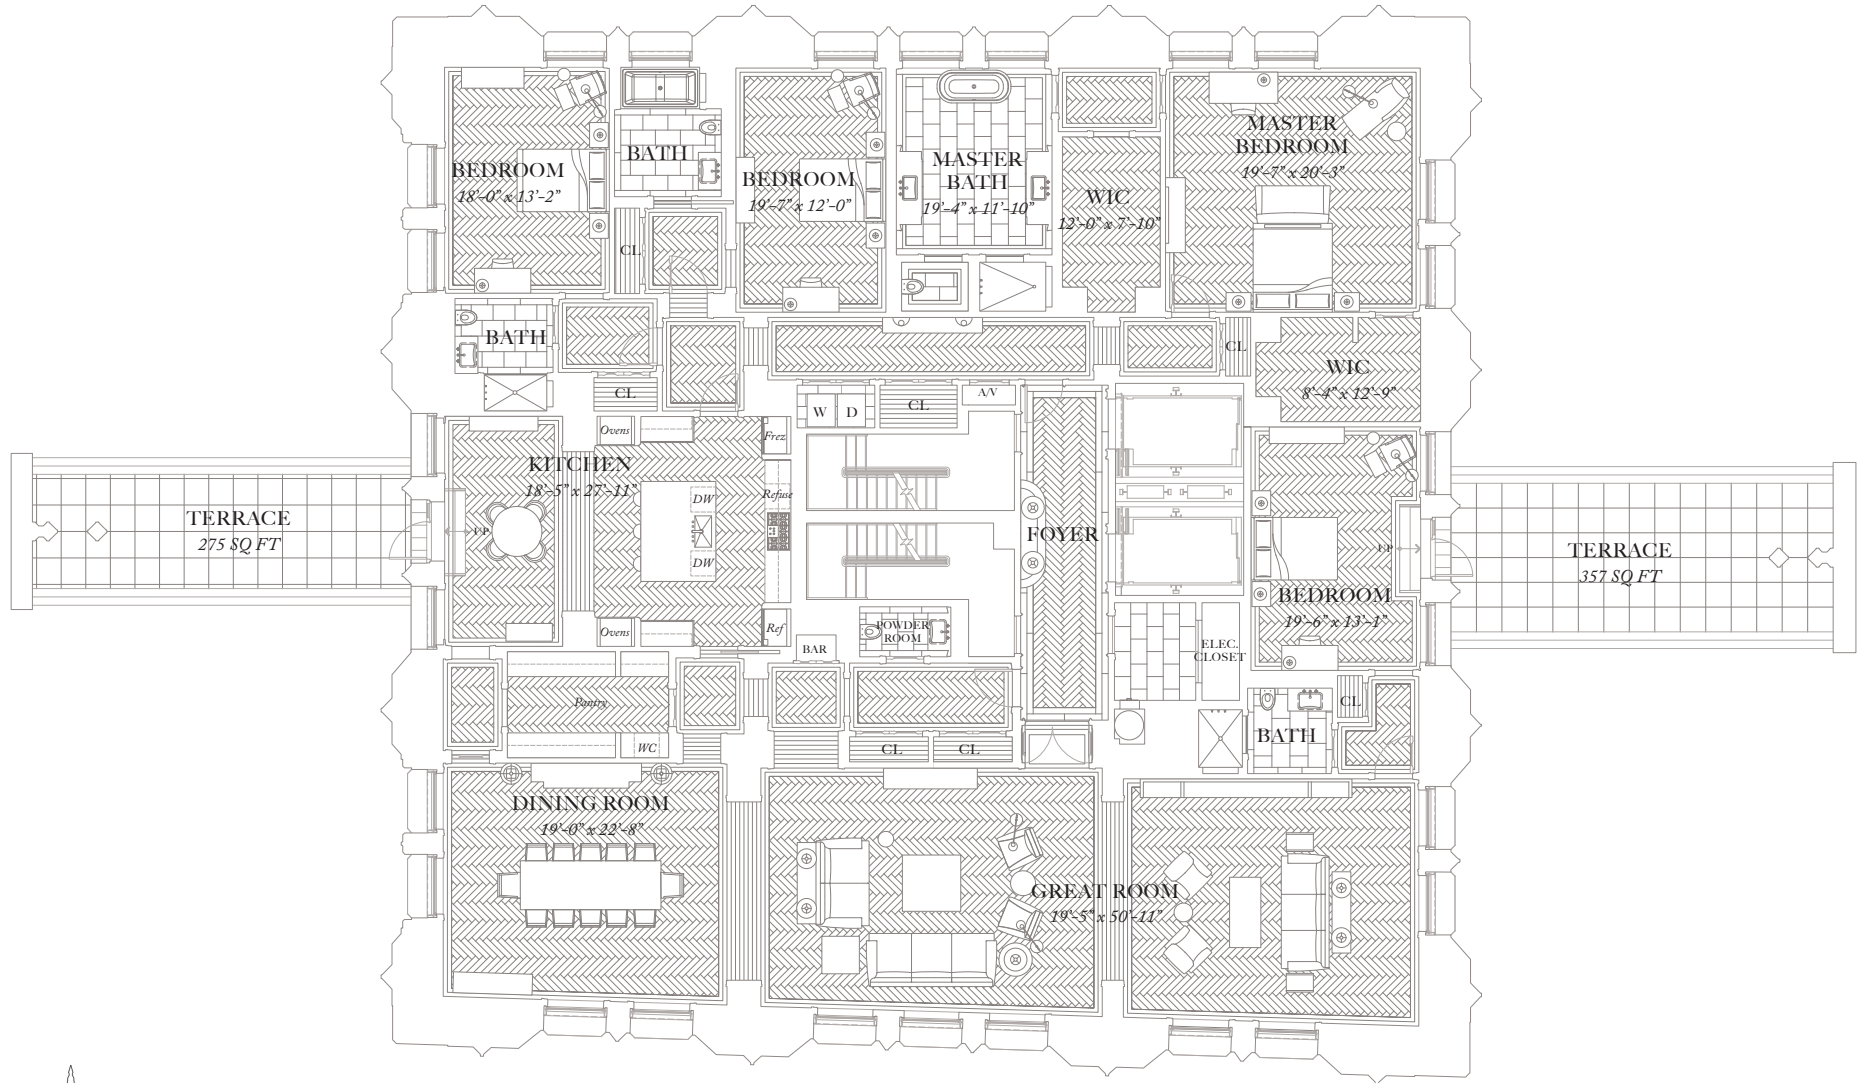 BEDROOM
18'-0" x 13'-2"
BATH
BEDROOM
19'-7" x 12'-0"
MASTER
BATH
19'-4" x 11'-10"
WIC
12'-0" x 7'-10"
MASTER
BEDROOM
19'-7" x 20'-3"
CL
BATH
CL
CL
WIC
8'-4" x 12'-9"
W
D
CL
A/V
Ovens
Frez
KITCHEN
18'-5" x 27'-11"
DW
Refuse
UP
DW
FOYER
TERRACE
275 SQ FT
UP
TERRACE
357 SQ FT
BEDROOM
19'-6" x 13'-1"
Ovens
Ref
BAR
POWDER
ROOM
ELEC.
CLOSET
Pantry
WC
CL
CL
CL
BATH
DINING ROOM
19'-0" x 22'-8"
GREAT ROOM
19'-5" x 50'-11"